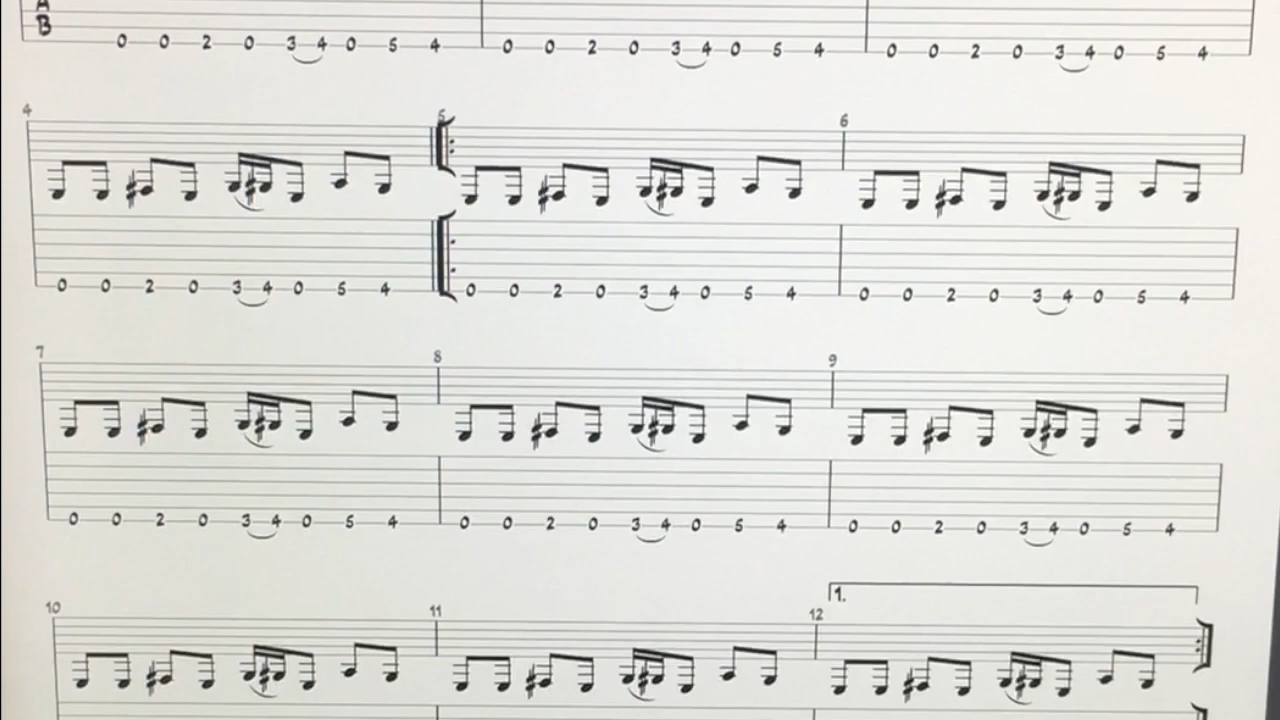 A
B
0 0 2 0 3 4 0 5 4 0 0 2 0 3 4 0 5 4 0 0 2 0 3 4 0 5 4
4 5 6
0 0 2 0 3 4 0 5 4 0 0 2 0 3 4 0 5 4 0 0 2 0 3 4 0 5 4
7 8 9
0 0 2 0 3 4 0 5 4 0 0 2 0 3 4 0 5 4 0 0 2 0 3 4 0 5 4
1.
10 11 12